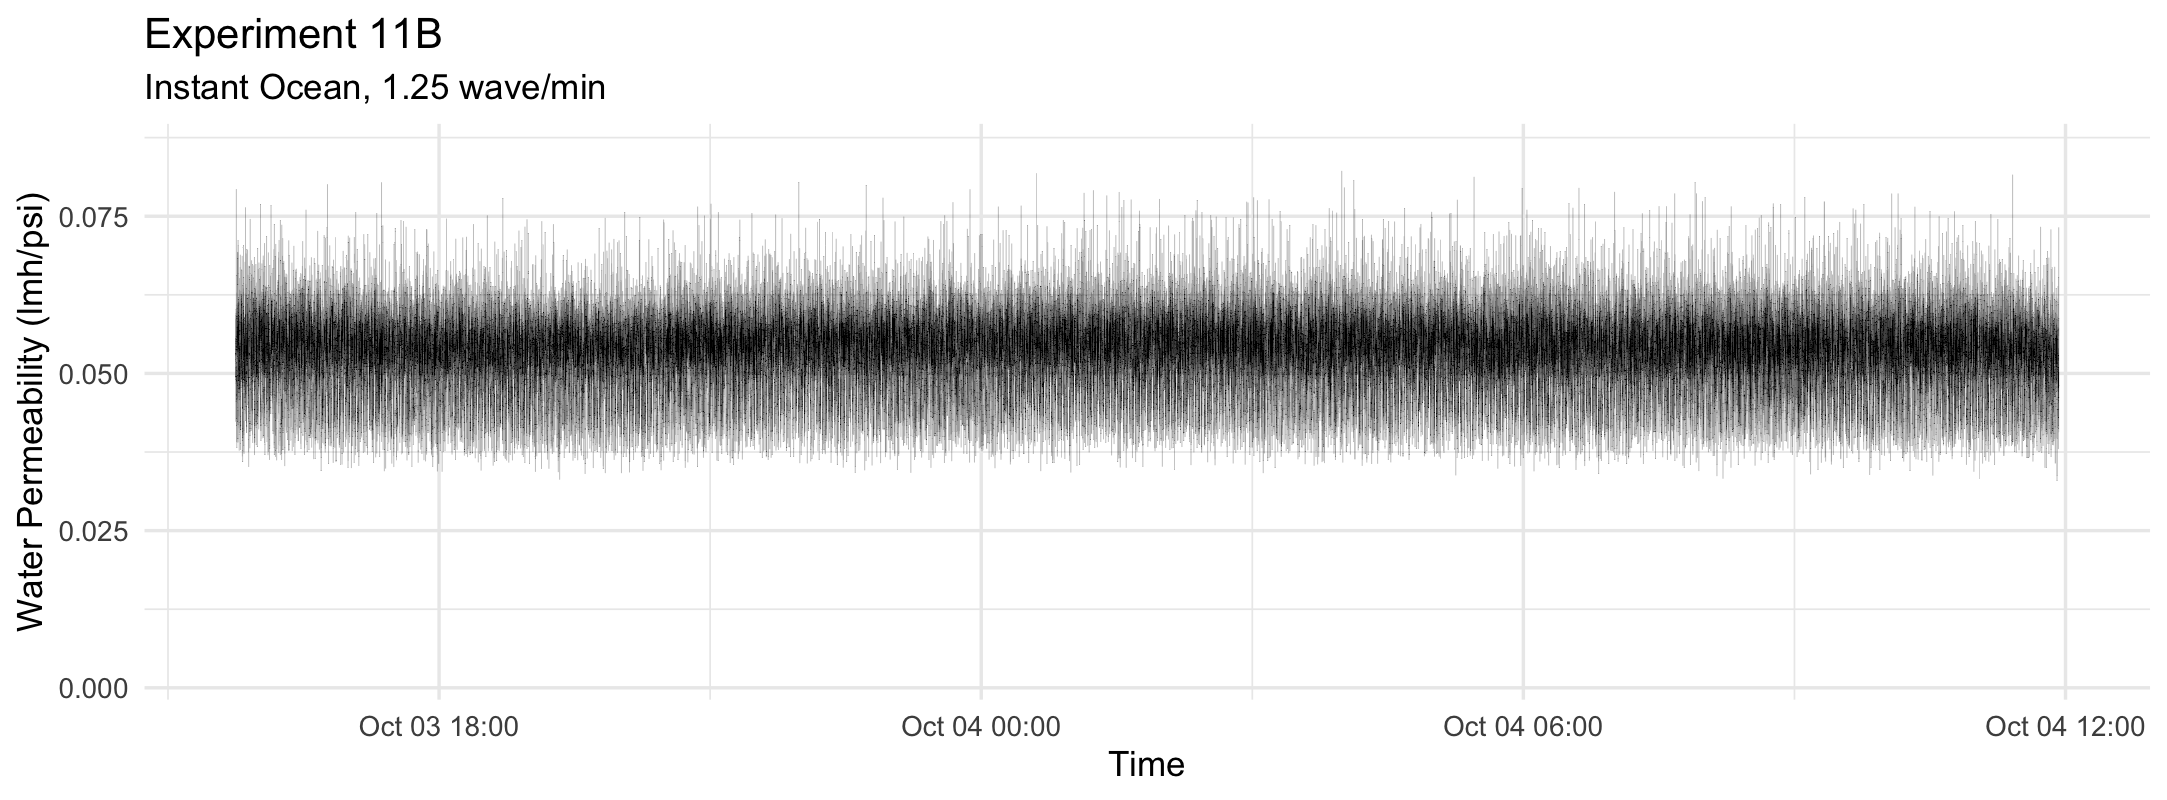 Experiment 11B
Instant Ocean, 1.25 wave/min
Water Permeability (lmh/psi)
0.075
0.050
0.025
0.000
Oct 03 18:00 Oct 04 00:00 Oct 04 06:00 Oct 04 12:00
Time